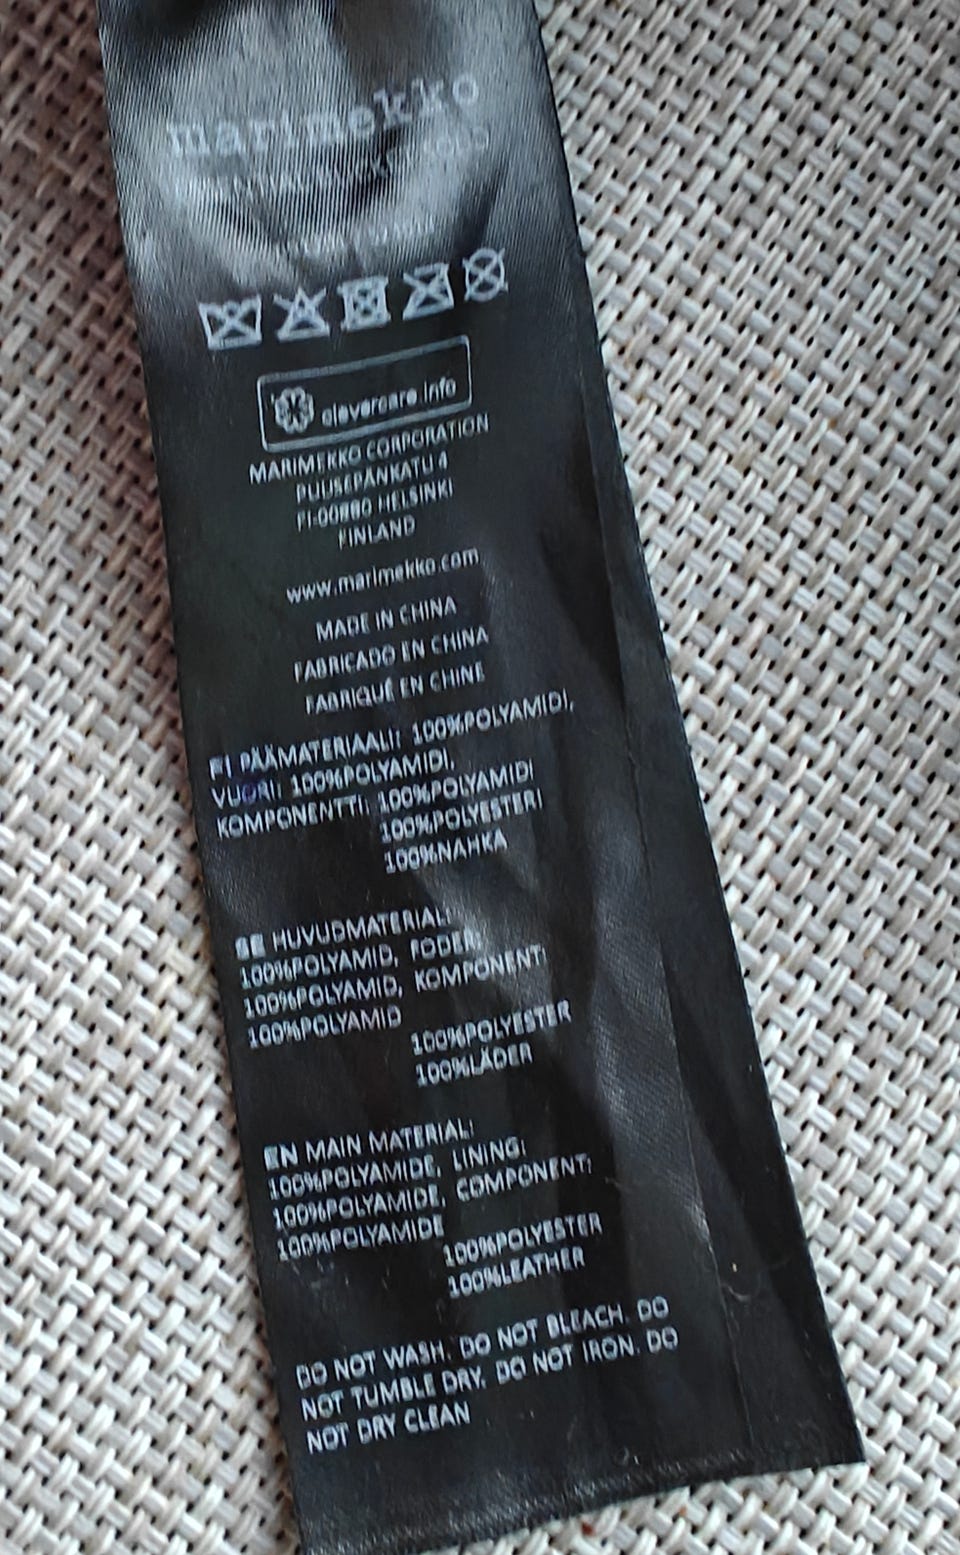 marimekko
clevercare.info
MARIMEKKO CORPORATION
PUUSEPÄNKATU 4
FI-00880 HELSINKI
FINLAND
www.marimekko.com
MADE IN CHINA
FABRICADO EN CHINA
FABRIQUÉ EN CHINE
FI PÄÄMATERIAALI: 100%POLYAMIDI,
VUORI: 100%POLYAMIDI,
KOMPONENTTI: 100%POLYAMIDI
100%POLYESTERI
100%NAHKA
SE HUVUDMATERIAL:
100%POLYAMID, FODER:
100%POLYAMID, KOMPONENT:
100%POLYAMID
100%POLYESTER
100%LÄDER
EN MAIN MATERIAL:
100%POLYAMIDE, LINING:
100%POLYAMIDE, COMPONENT:
100%POLYAMIDE
100%POLYESTER
100%LEATHER
DO NOT WASH. DO NOT BLEACH. DO
NOT TUMBLE DRY. DO NOT IRON. DO
NOT DRY CLEAN